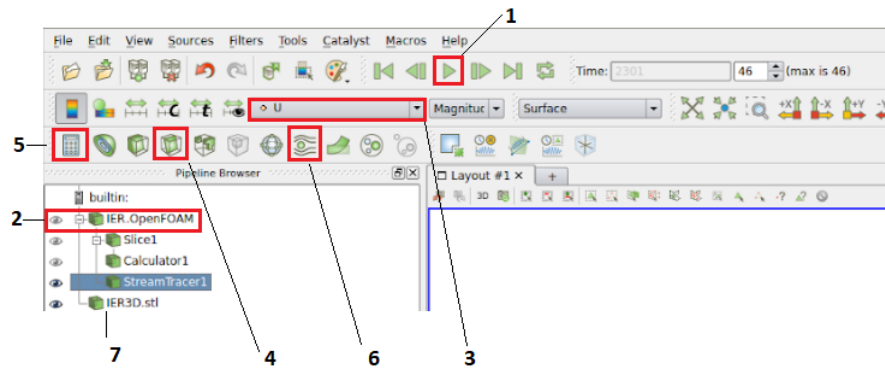 1
File Edit View Sources Filters Tools Catalyst Macros Help
Time: 2301 46 (max is 46)
U Magnituc Surface +X -X +Y -Y
5
Pipeline Browser Layout #1 × +
3D -? 
builtin:
2 IER.OpenFOAM
Slice1
Calculator1
StreamTracer1
IER3D.stl
7 4 6 3